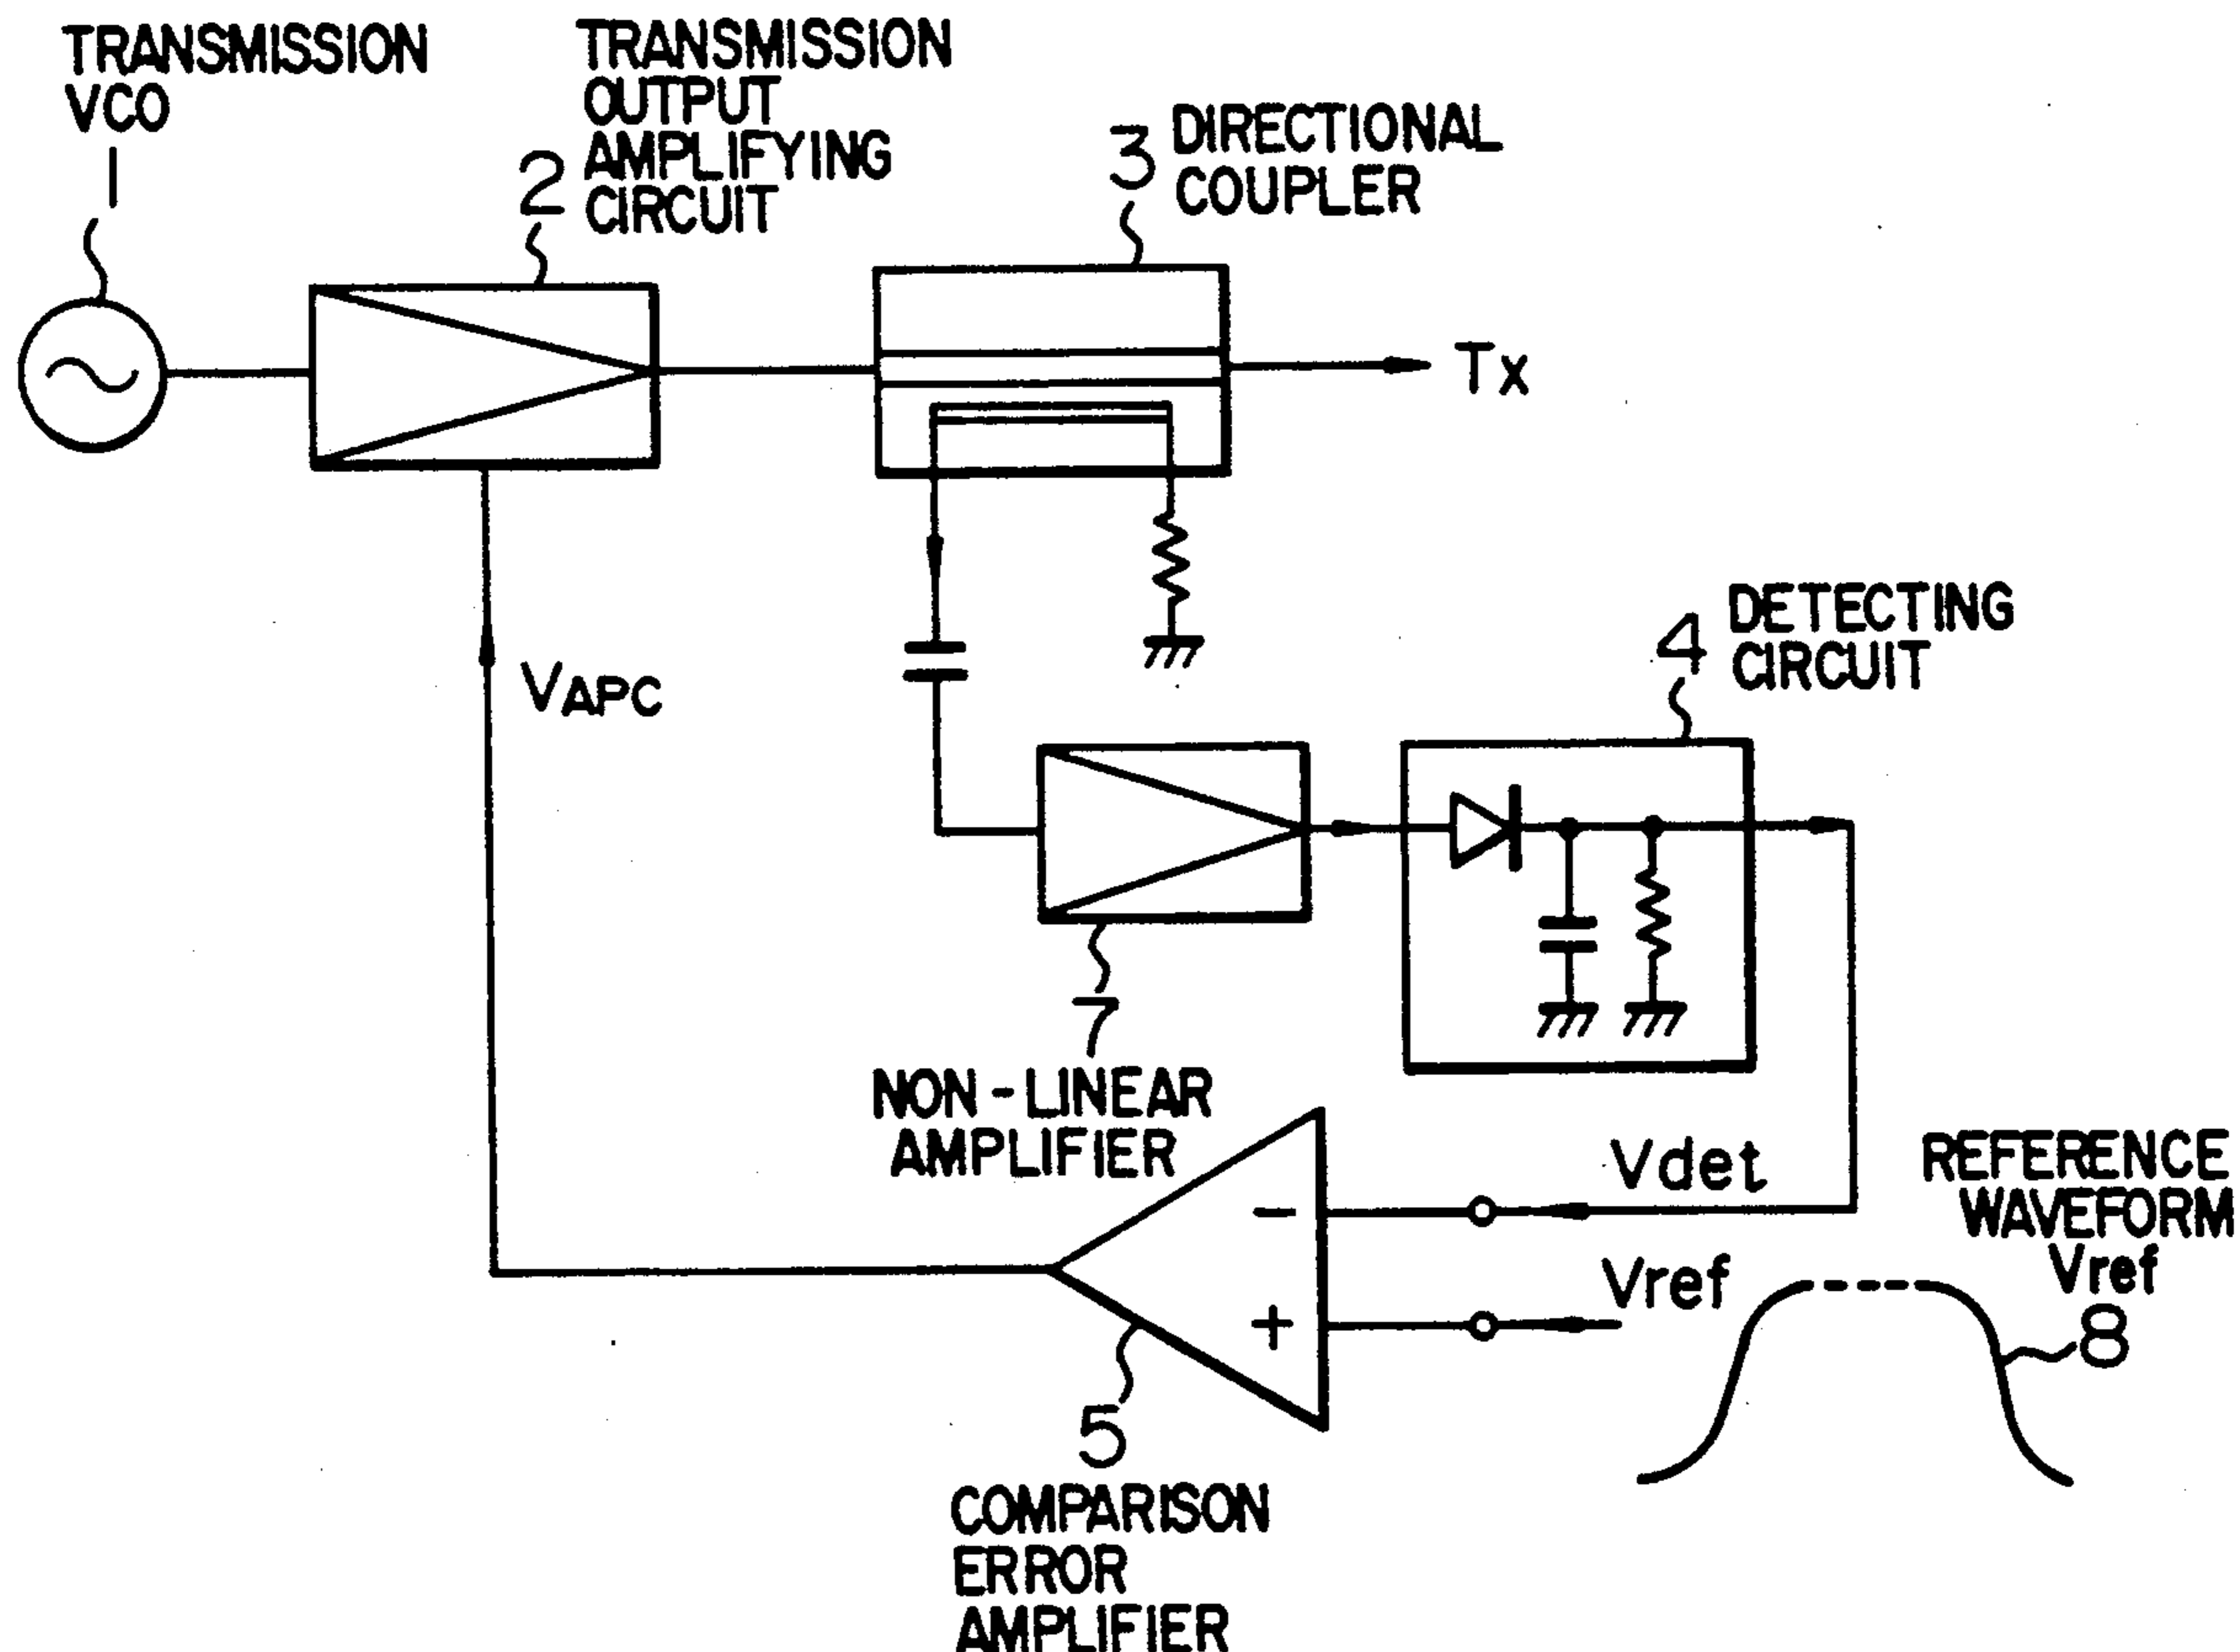 TRANSMISSION
VCO
1
TRANSMISSION
OUTPUT
2 AMPLIFYING
CIRCUIT
3 DIRECTIONAL
COUPLER
Tx
VAPC
4 DETECTING
CIRCUIT
7
NON-LINEAR
AMPLIFIER
-
Vdet
+
Vref
REFERENCE
WAVEFORM
Vref
8
5
COMPARISON
ERROR
AMPLIFIER